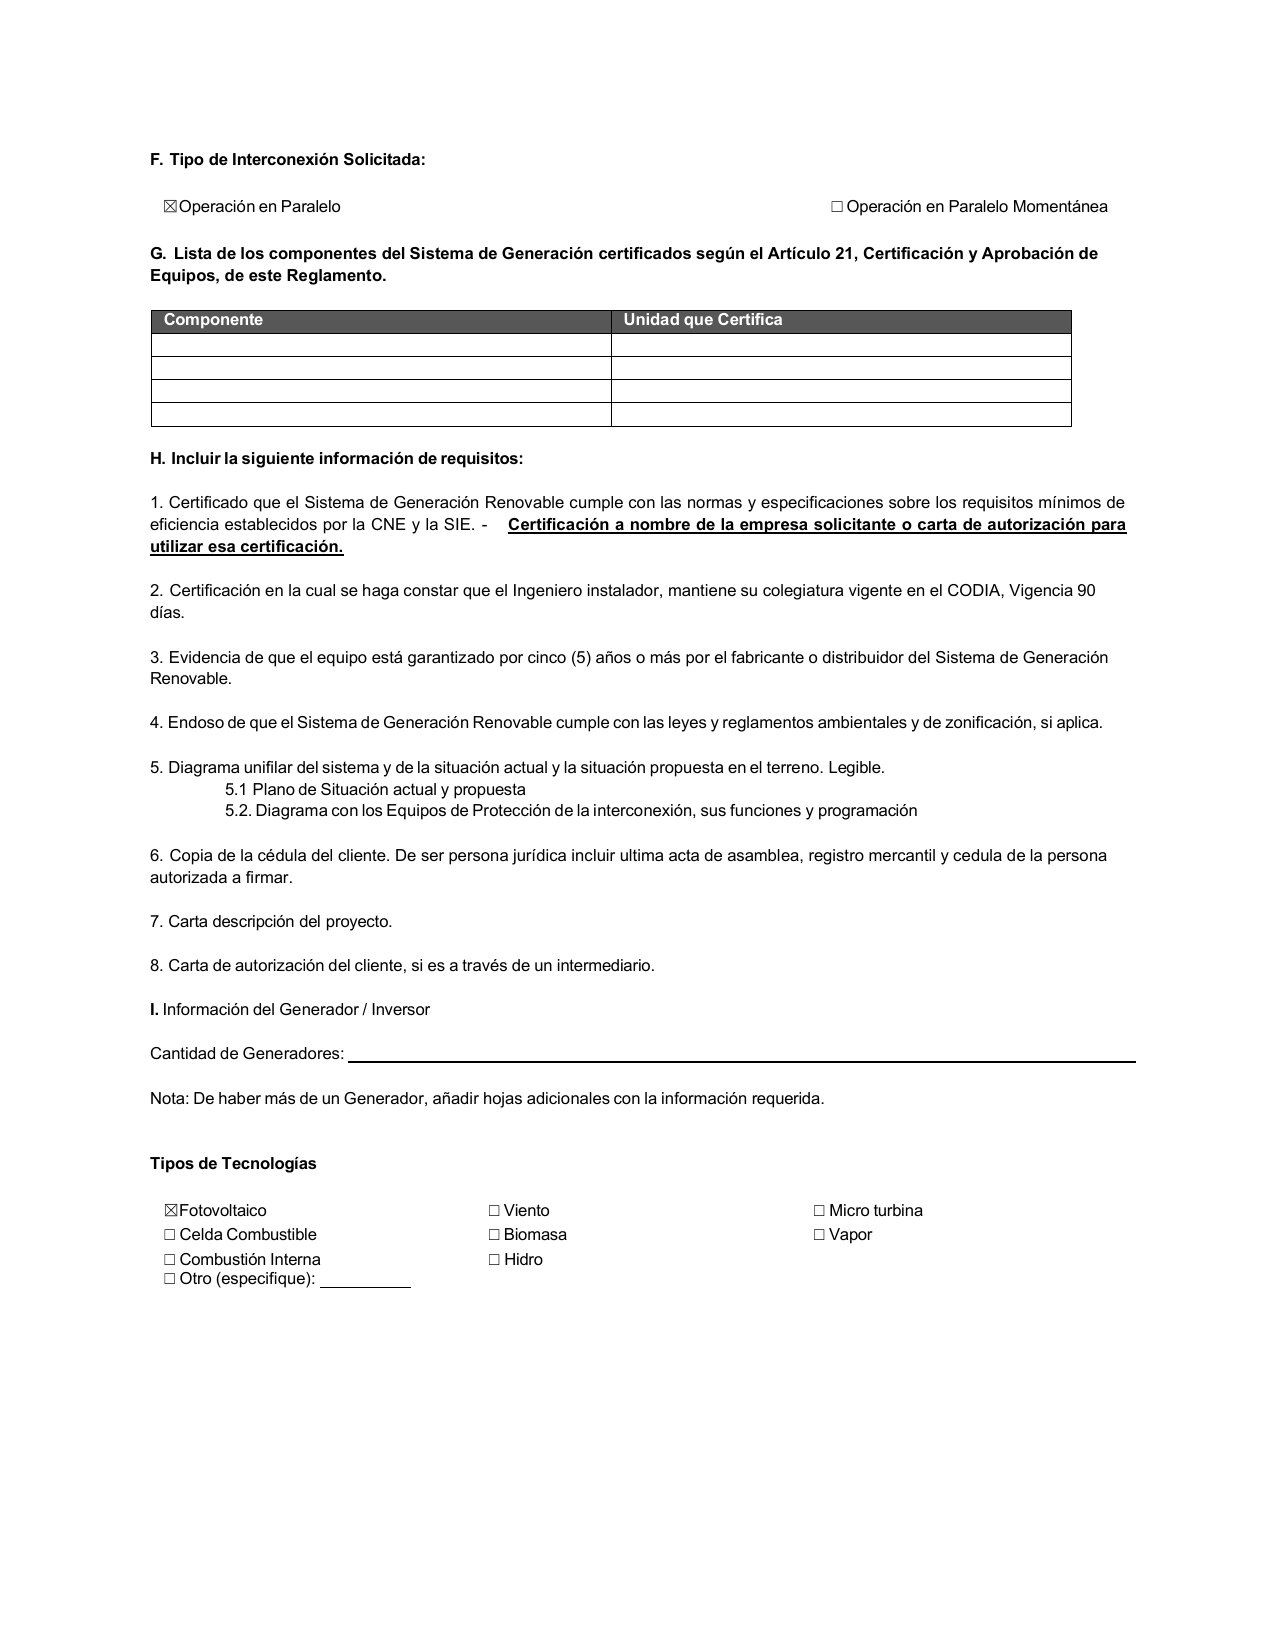 F. Tipo de Interconexión Solicitada:
☒Operación en Paralelo ☐ Operación en Paralelo Momentánea
G. Lista de los componentes del Sistema de Generación certificados según el Artículo 21, Certificación y Aprobación de
Equipos, de este Reglamento.
Componente Unidad que Certifica
H. Incluir la siguiente información de requisitos:
1. Certificado que el Sistema de Generación Renovable cumple con las normas y especificaciones sobre los requisitos mínimos de
eficiencia establecidos por la CNE y la SIE. - Certificación a nombre de la empresa solicitante o carta de autorización para
utilizar esa certificación.
2. Certificación en la cual se haga constar que el Ingeniero instalador, mantiene su colegiatura vigente en el CODIA, Vigencia 90
días.
3. Evidencia de que el equipo está garantizado por cinco (5) años o más por el fabricante o distribuidor del Sistema de Generación
Renovable.
4. Endoso de que el Sistema de Generación Renovable cumple con las leyes y reglamentos ambientales y de zonificación, si aplica.
5. Diagrama unifilar del sistema y de la situación actual y la situación propuesta en el terreno. Legible.
5.1 Plano de Situación actual y propuesta
5.2. Diagrama con los Equipos de Protección de la interconexión, sus funciones y programación
6. Copia de la cédula del cliente. De ser persona jurídica incluir ultima acta de asamblea, registro mercantil y cedula de la persona
autorizada a firmar.
7. Carta descripción del proyecto.
8. Carta de autorización del cliente, si es a través de un intermediario.
I. Información del Generador / Inversor
Cantidad de Generadores:
Nota: De haber más de un Generador, añadir hojas adicionales con la información requerida.
Tipos de Tecnologías
☒Fotovoltaico ☐ Viento ☐ Micro turbina
☐ Celda Combustible ☐ Biomasa ☐ Vapor
☐ Combustión Interna ☐ Hidro
☐ Otro (especifique): __________